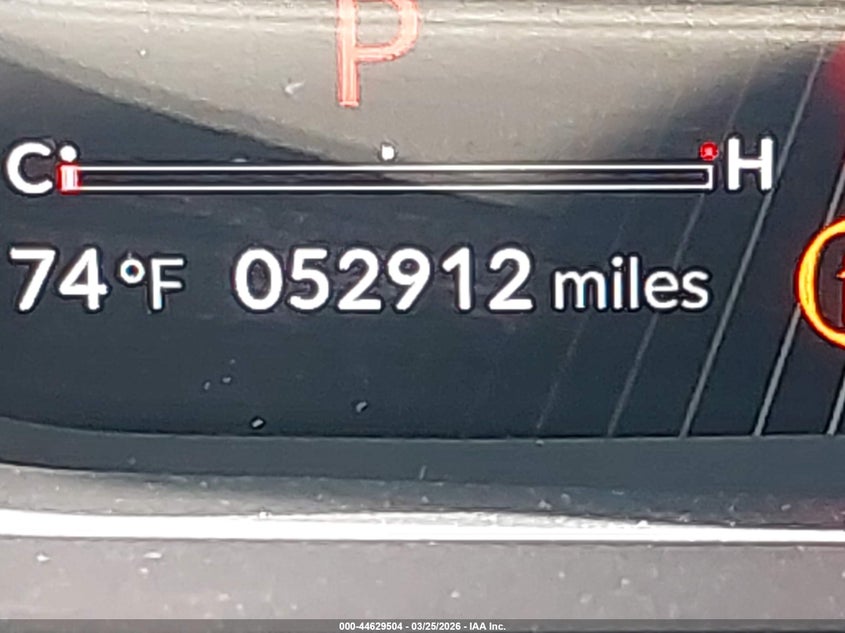 P
C H
74°F 052912 miles
000-44629504 - 03/25/2026 - IAA Inc.